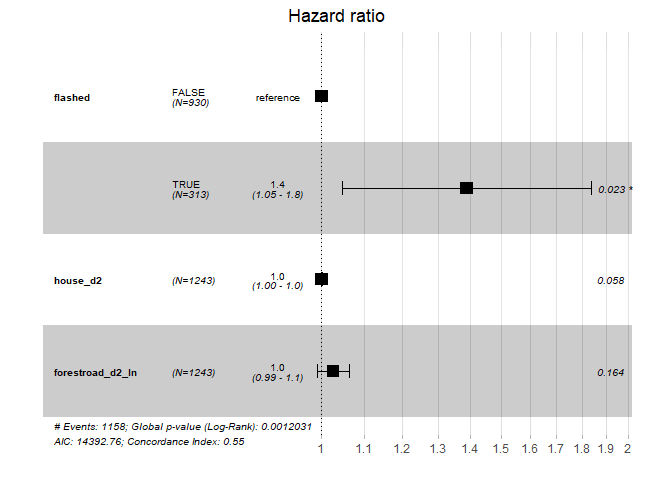 Hazard ratio
flashed FALSE (N=930) reference
TRUE (N=313) 1.4 (1.05 - 1.8) 0.023 *
house_d2 (N=1243) 1.0 (1.00 - 1.0) 0.058
forestroad_d2_ln (N=1243) 1.0 (0.99 - 1.1) 0.164
# Events: 1158; Global p-value (Log-Rank): 0.0012031
AIC: 14392.76; Concordance Index: 0.55
1 1.1 1.2 1.3 1.4 1.5 1.6 1.7 1.8 1.9 2